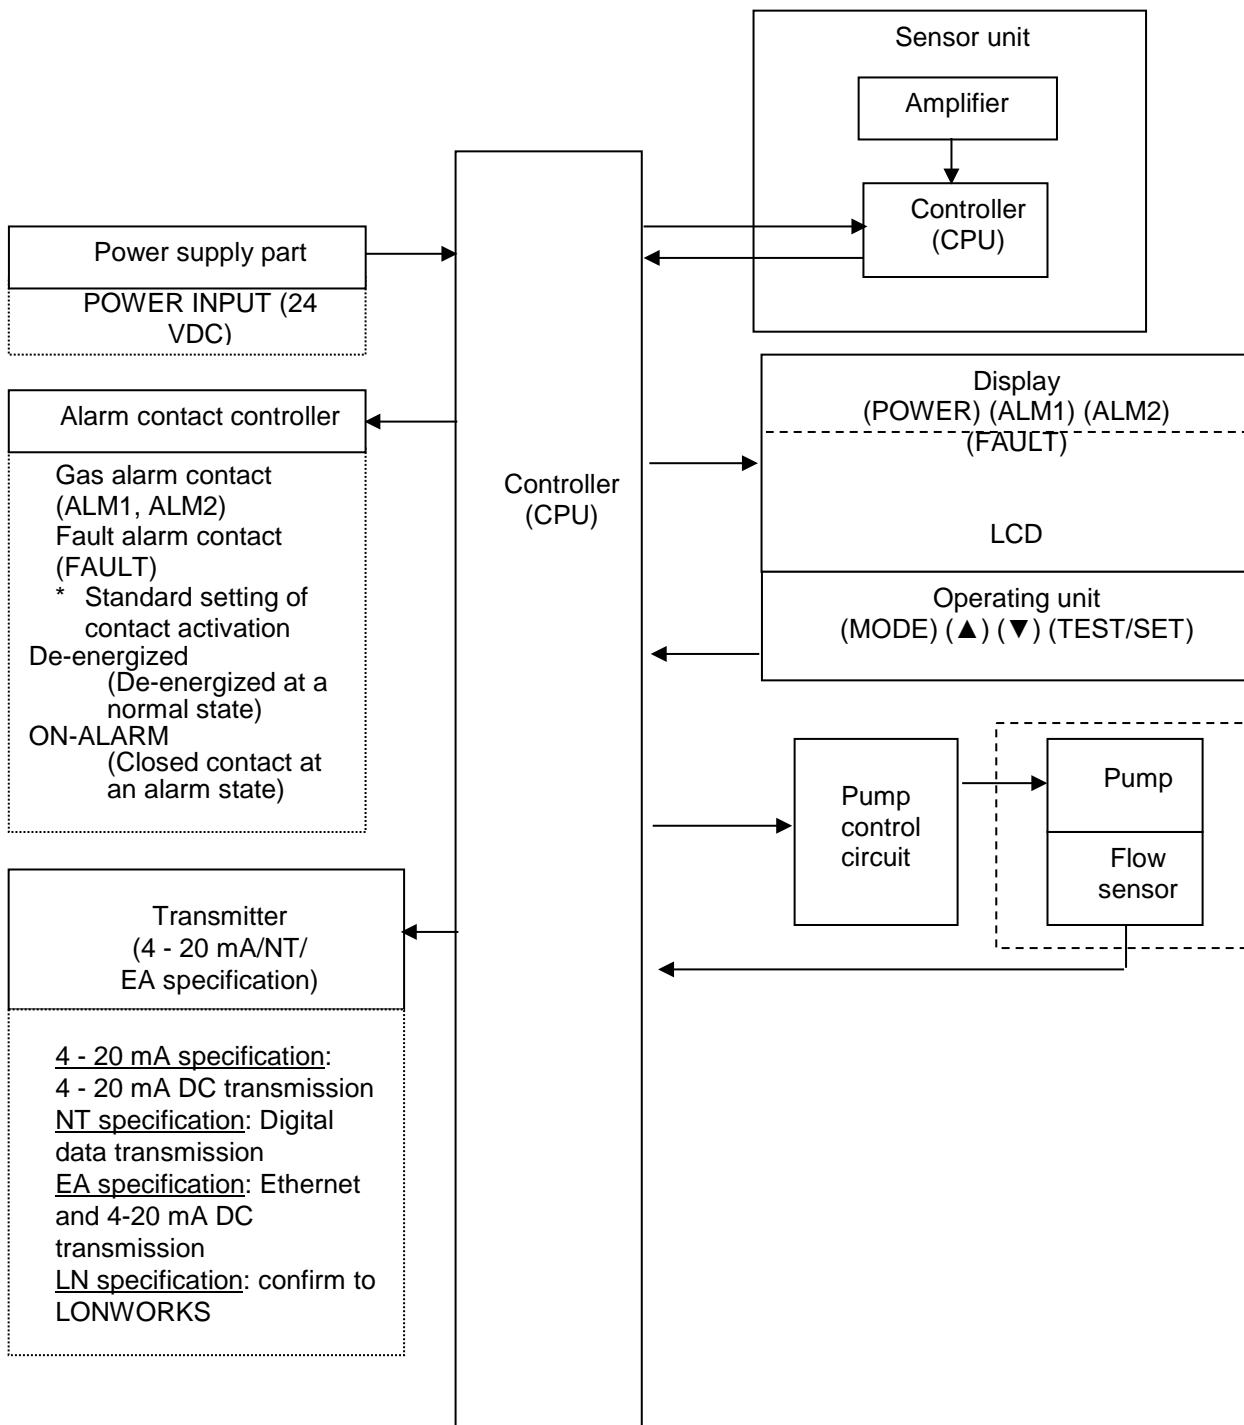 Sensor unit
Amplifier
Controller
(CPU)
Power supply part
POWER INPUT (24
VDC)
Alarm contact controller
Gas alarm contact
(ALM1, ALM2)
Fault alarm contact
(FAULT)
* Standard setting of
contact activation
De-energized
(De-energized at a
normal state)
ON-ALARM
(Closed contact at
an alarm state)
Transmitter
(4 - 20 mA/NT/
EA specification)
4 - 20 mA specification:
4 - 20 mA DC transmission
NT specification: Digital
data transmission
EA specification: Ethernet
and 4-20 mA DC
transmission
LN specification: confirm to
LONWORKS
Controller
(CPU)
Display
(POWER) (ALM1) (ALM2)
(FAULT)
LCD
Operating unit
(MODE) (▲) (▼) (TEST/SET)
Pump
control
circuit
Pump
Flow
sensor